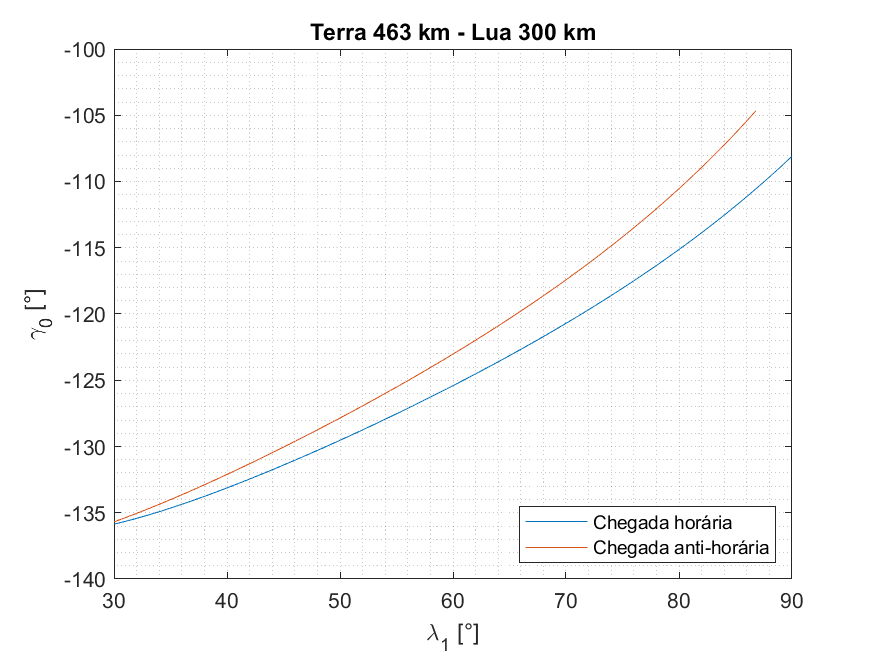 Terra 463 km - Lua 300 km
-100
-105
-110
-115
-120
-125
-130
-135
-140
γ0 [°]
30 40 50 60 70 80 90
λ1 [°]
Chegada horária
Chegada anti-horária